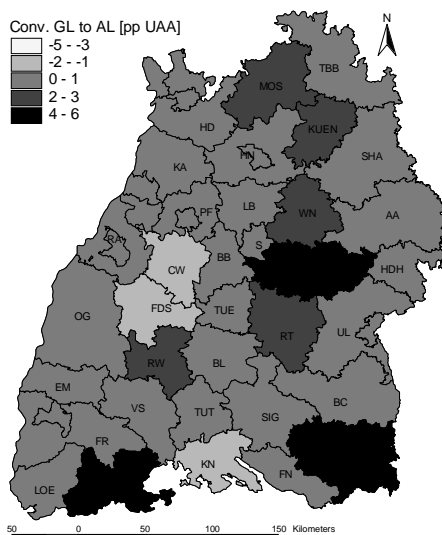 Conv. GL to AL [pp UAA]
-5 - -3
-2 - -1
0 - 1
2 - 3
4 - 6
N
TBB
MOS
KUEN
HD
HN
SHA
KA
LB
PF
WN
AA
RA
S
CW
BB
HDH
FDS
TUE
OG
RT
UL
RW
BL
EM
VS
BC
TUT
SIG
FR
KN
FN
LOE
50 0 50 100 150 Kilometers